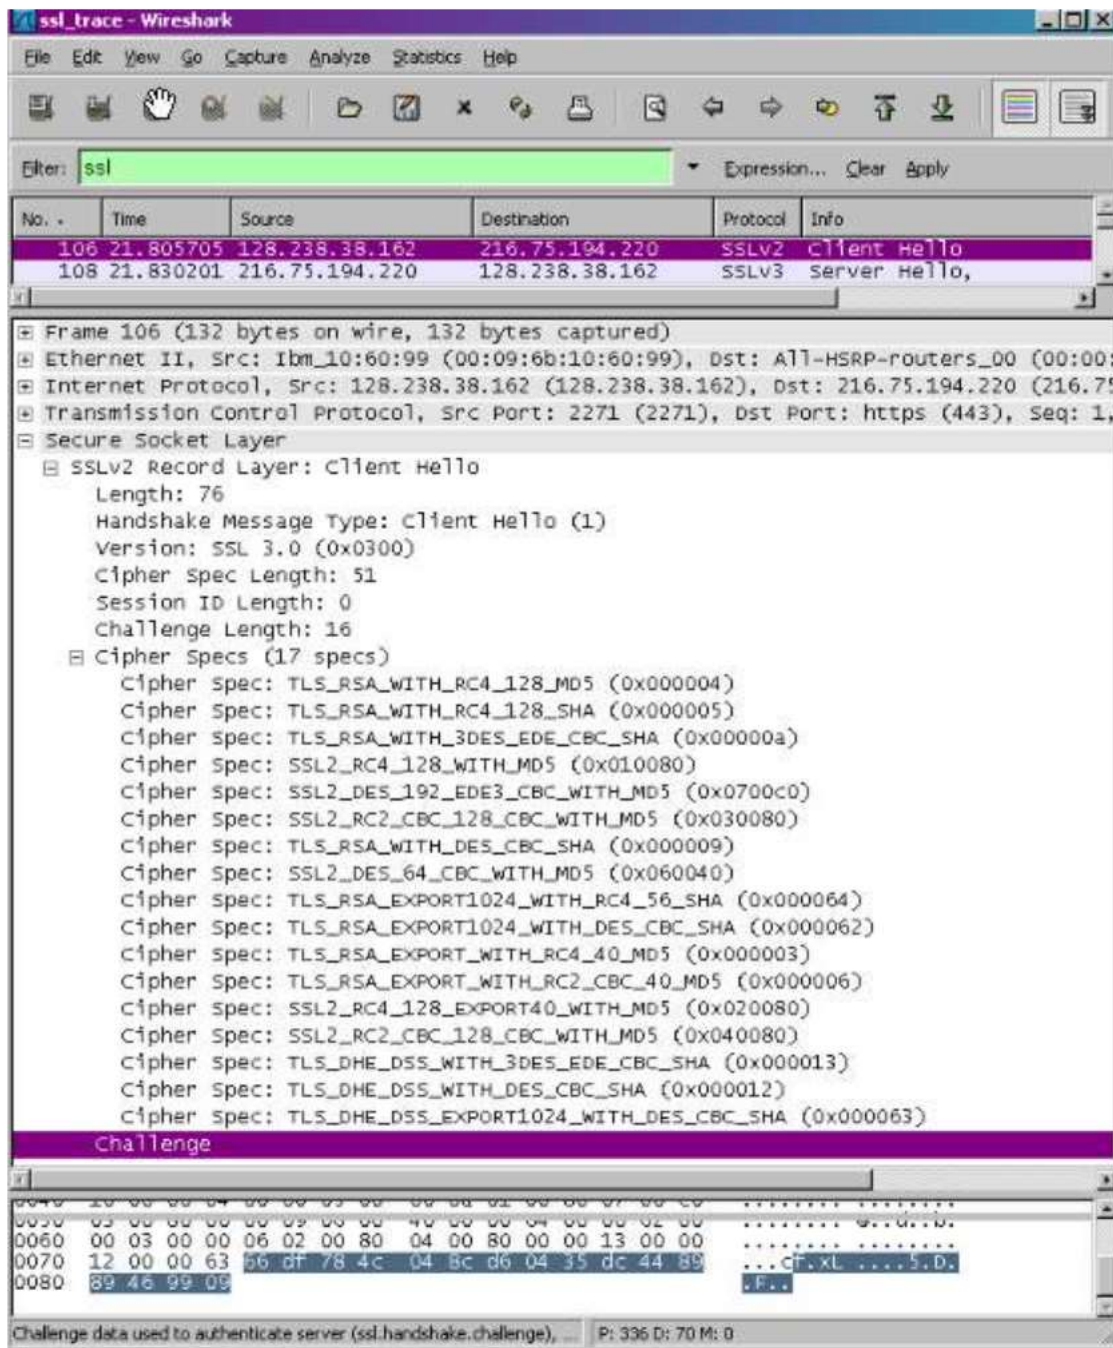 ssl_trace - Wireshark
File Edit View Go Capture Analyze Statistics Help
Filter: ssl Expression... Clear Apply
No. Time Source Destination Protocol Info
106 21.805705 128.238.38.162 216.75.194.220 SSLv2 Client Hello
108 21.830201 216.75.194.220 128.238.38.162 SSLv3 Server Hello,
Frame 106 (132 bytes on wire, 132 bytes captured)
Ethernet II, Src: Ibm_10:60:99 (00:09:6b:10:60:99), Dst: All-HSRP-routers_00 (00:00:
Internet Protocol, Src: 128.238.38.162 (128.238.38.162), Dst: 216.75.194.220 (216.75
Transmission Control Protocol, Src Port: 2271 (2271), Dst Port: https (443), Seq: 1,
Secure Socket Layer
SSLv2 Record Layer: Client Hello
Length: 76
Handshake Message Type: Client Hello (1)
Version: SSL 3.0 (0x0300)
Cipher Spec Length: 51
Session ID Length: 0
Challenge Length: 16
Cipher Specs (17 specs)
Cipher Spec: TLS_RSA_WITH_RC4_128_MD5 (0x000004)
Cipher Spec: TLS_RSA_WITH_RC4_128_SHA (0x000005)
Cipher Spec: TLS_RSA_WITH_3DES_EDE_CBC_SHA (0x00000a)
Cipher Spec: SSL2_RC4_128_WITH_MD5 (0x010080)
Cipher Spec: SSL2_DES_192_EDE3_CBC_WITH_MD5 (0x0700c0)
Cipher Spec: SSL2_RC2_CBC_128_CBC_WITH_MD5 (0x030080)
Cipher Spec: TLS_RSA_WITH_DES_CBC_SHA (0x000009)
Cipher Spec: SSL2_DES_64_CBC_WITH_MD5 (0x060040)
Cipher Spec: TLS_RSA_EXPORT1024_WITH_RC4_56_SHA (0x000064)
Cipher Spec: TLS_RSA_EXPORT1024_WITH_DES_CBC_SHA (0x000062)
Cipher Spec: TLS_RSA_EXPORT_WITH_RC4_40_MD5 (0x000003)
Cipher Spec: TLS_RSA_EXPORT_WITH_RC2_CBC_40_MD5 (0x000006)
Cipher Spec: SSL2_RC4_128_EXPORT40_WITH_MD5 (0x020080)
Cipher Spec: SSL2_RC2_CBC_128_CBC_WITH_MD5 (0x040080)
Cipher Spec: TLS_DHE_DSS_WITH_3DES_EDE_CBC_SHA (0x000013)
Cipher Spec: TLS_DHE_DSS_WITH_DES_CBC_SHA (0x000012)
Cipher Spec: TLS_DHE_DSS_EXPORT1024_WITH_DES_CBC_SHA (0x000063)
Challenge
0060 00 03 00 00 06 02 00 80 04 00 80 00 00 13 00 00 ........ ........
0070 12 00 00 63 66 df 78 4c 04 8c d6 04 35 dc 44 89 ...cf.xL ....5.D.
0080 89 46 99 09 .F..
Challenge data used to authenticate server (ssl.handshake.challenge), ... P: 336 D: 70 M: 0